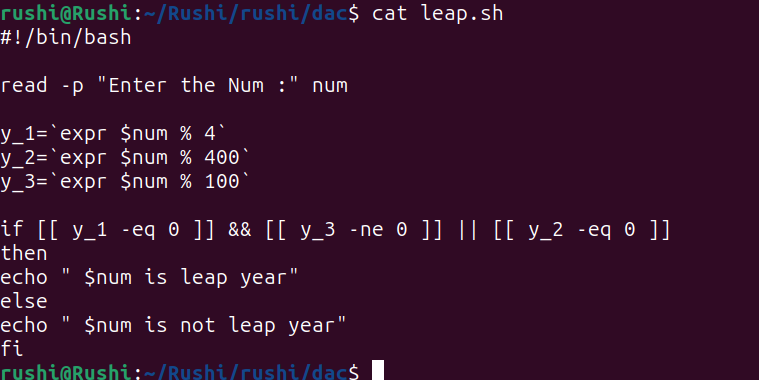 rushi@Rushi:~/Rushi/rushi/dac$ cat leap.sh
#!/bin/bash
read -p "Enter the Num :" num
y_1=`expr $num % 4`
y_2=`expr $num % 400`
y_3=`expr $num % 100`
if [[ y_1 -eq 0 ]] && [[ y_3 -ne 0 ]] || [[ y_2 -eq 0 ]]
then
echo " $num is leap year"
else
echo " $num is not leap year"
fi
rushi@Rushi:~/Rushi/rushi/dac$